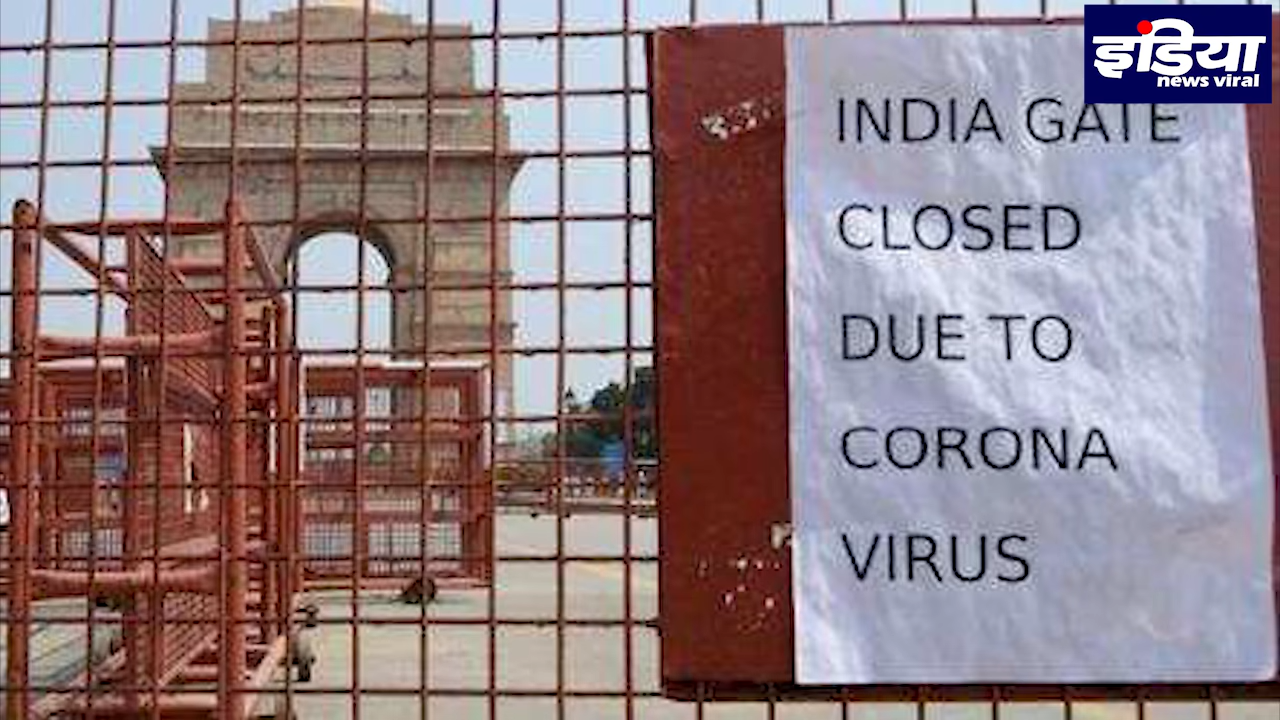 इंडिया
news viral
INDIA GATE
CLOSED
DUE TO
CORONA
VIRUS